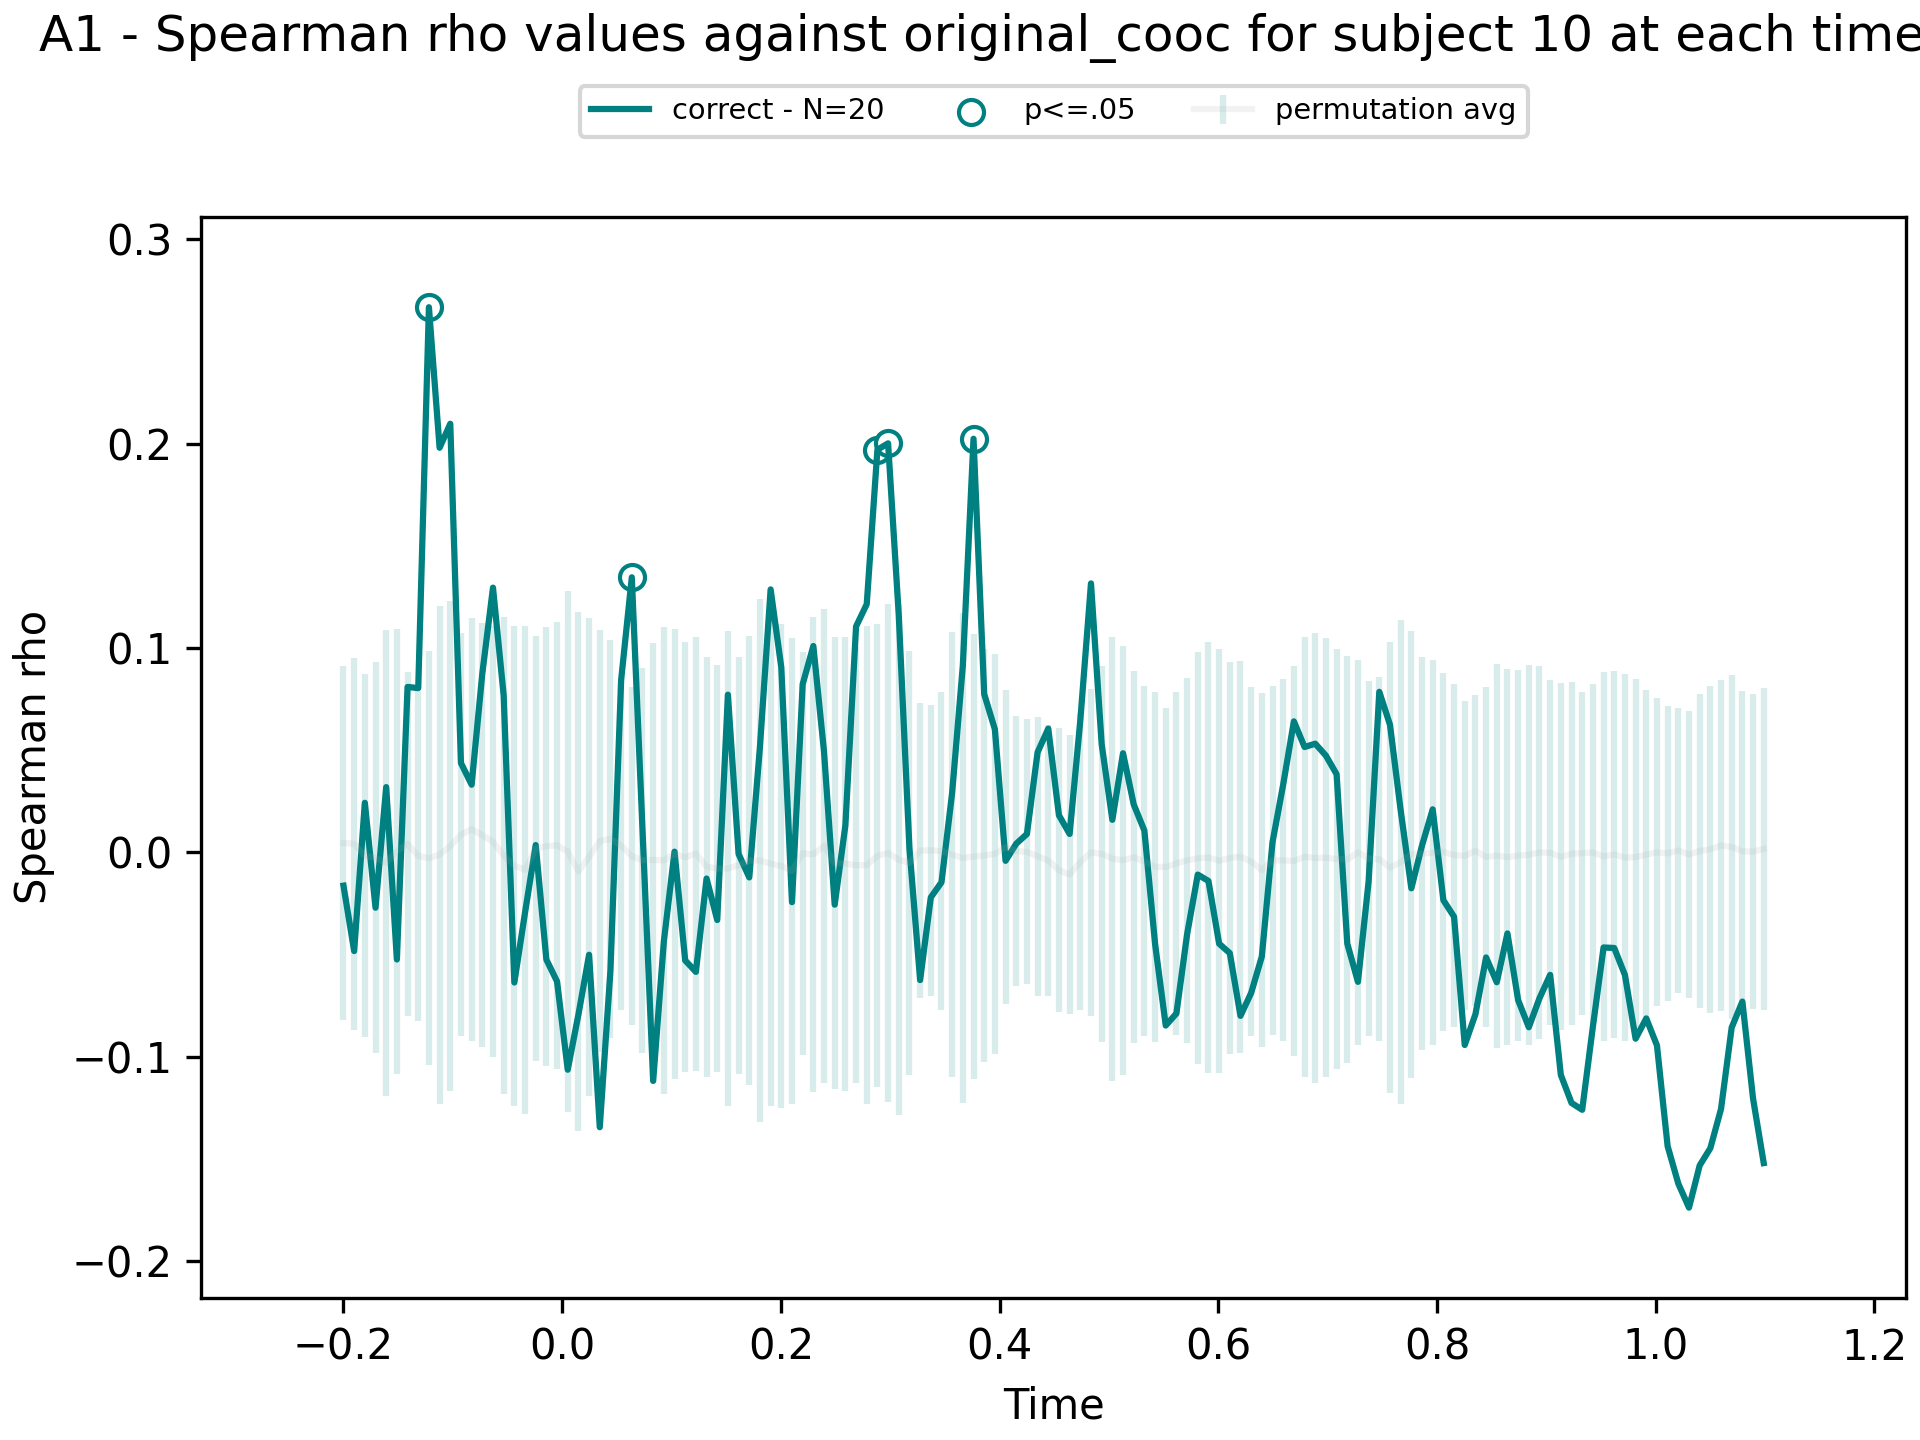 A1 - Spearman rho values against original_cooc for subject 10 at each time
correct - N=20 p<=.05 permutation avg
0.3
0.2
0.1
0.0
−0.1
−0.2
Spearman rho
−0.2 0.0 0.2 0.4 0.6 0.8 1.0 1.2
Time